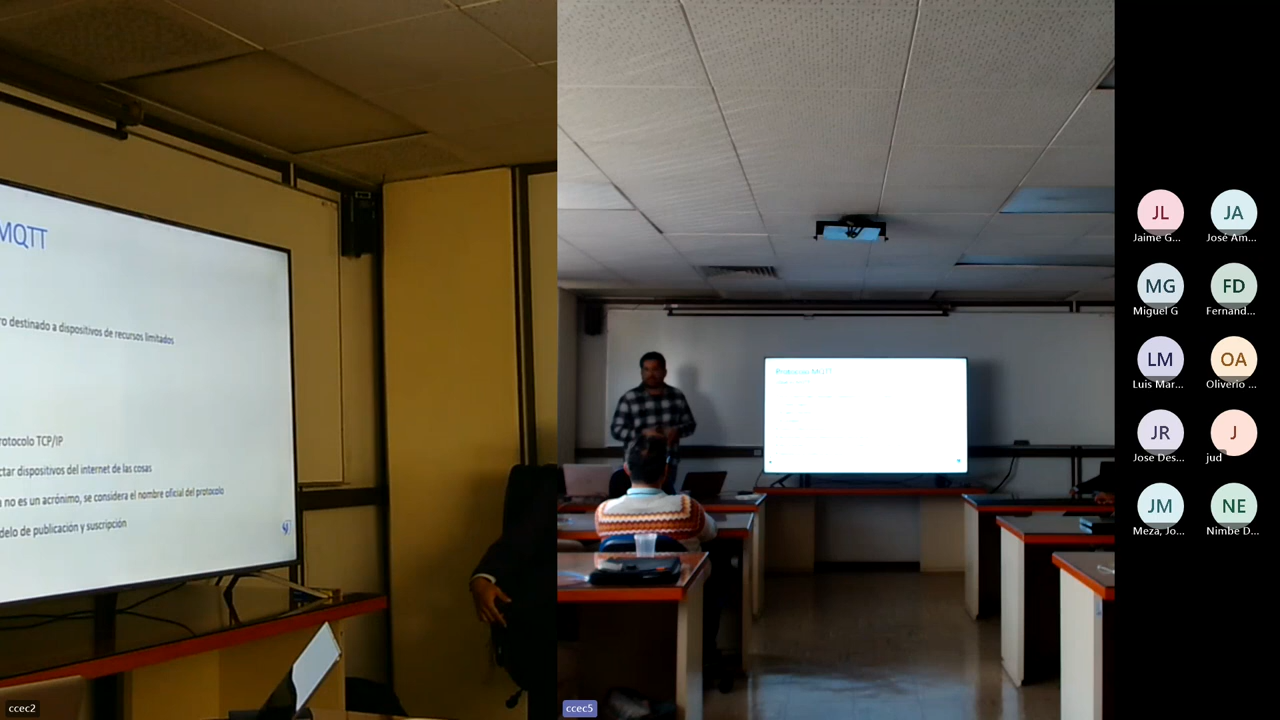 MQTT
ro destinado a dispositivos de recursos limitados
rotocolo TCP/IP
ctar dispositivos del internet de las cosas
no es un acrónimo, se considera el nombre oficial del protocolo
delo de publicación y suscripción
ccec2
Protocolo MQTT
ccec5
JL
Jaime G...
JA
José Am...
MG
Miguel G
FD
Fernand...
LM
Luis Mar...
OA
Oliverio ...
JR
Jose Des...
J
jud
JM
Meza, Jo...
NE
Nimbe D...